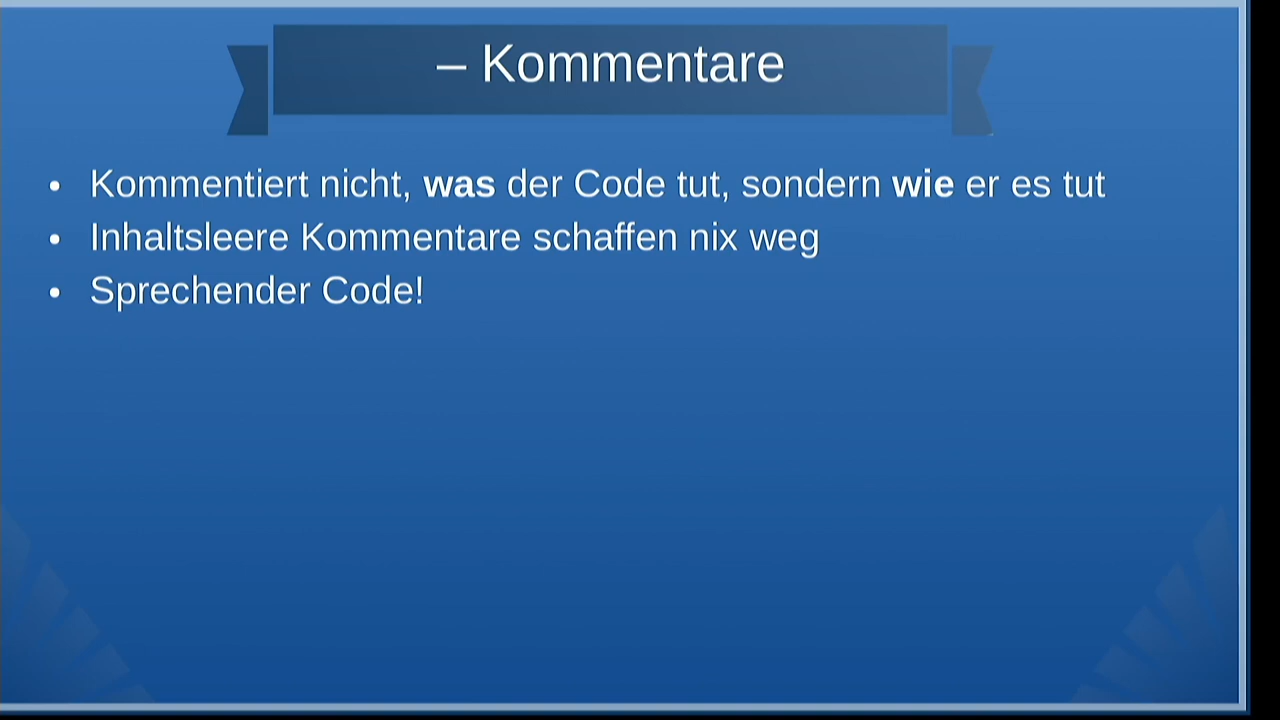 – Kommentare
• Kommentiert nicht, was der Code tut, sondern wie er es tut
• Inhaltsleere Kommentare schaffen nix weg
• Sprechender Code!